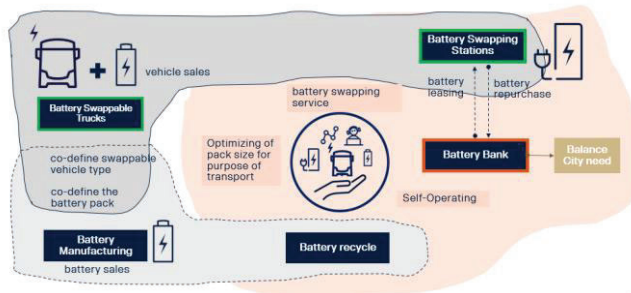 Battery Swapping
Stations
vehicle sales
battery
leasing
battery
repurchase
Battery Swappable
Trucks
battery swapping
service
Optimizing of
pack size for
purpose of
transport
Battery Bank
Balance
City need
co-define swappable
vehicle type
co-define the
battery pack
Self-Operating
Battery
Manufacturing
battery sales
Battery recycle